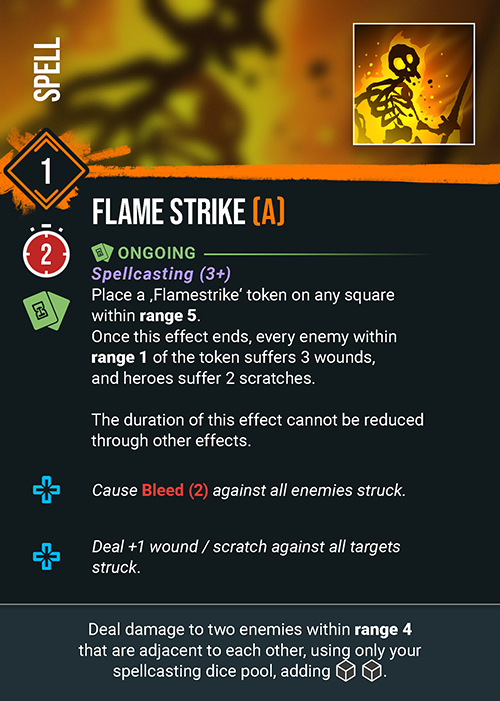 SPELL
1
FLAME STRIKE (A)
2
ONGOING
Spellcasting (3+)
Place a ‚Flamestrike‘ token on any square
within range 5.
Once this effect ends, every enemy within
range 1 of the token suffers 3 wounds,
and heroes suffer 2 scratches.
The duration of this effect cannot be reduced
through other effects.
Cause Bleed (2) against all enemies struck.
Deal +1 wound / scratch against all targets
struck.
Deal damage to two enemies within range 4
that are adjacent to each other, using only your
spellcasting dice pool, adding .